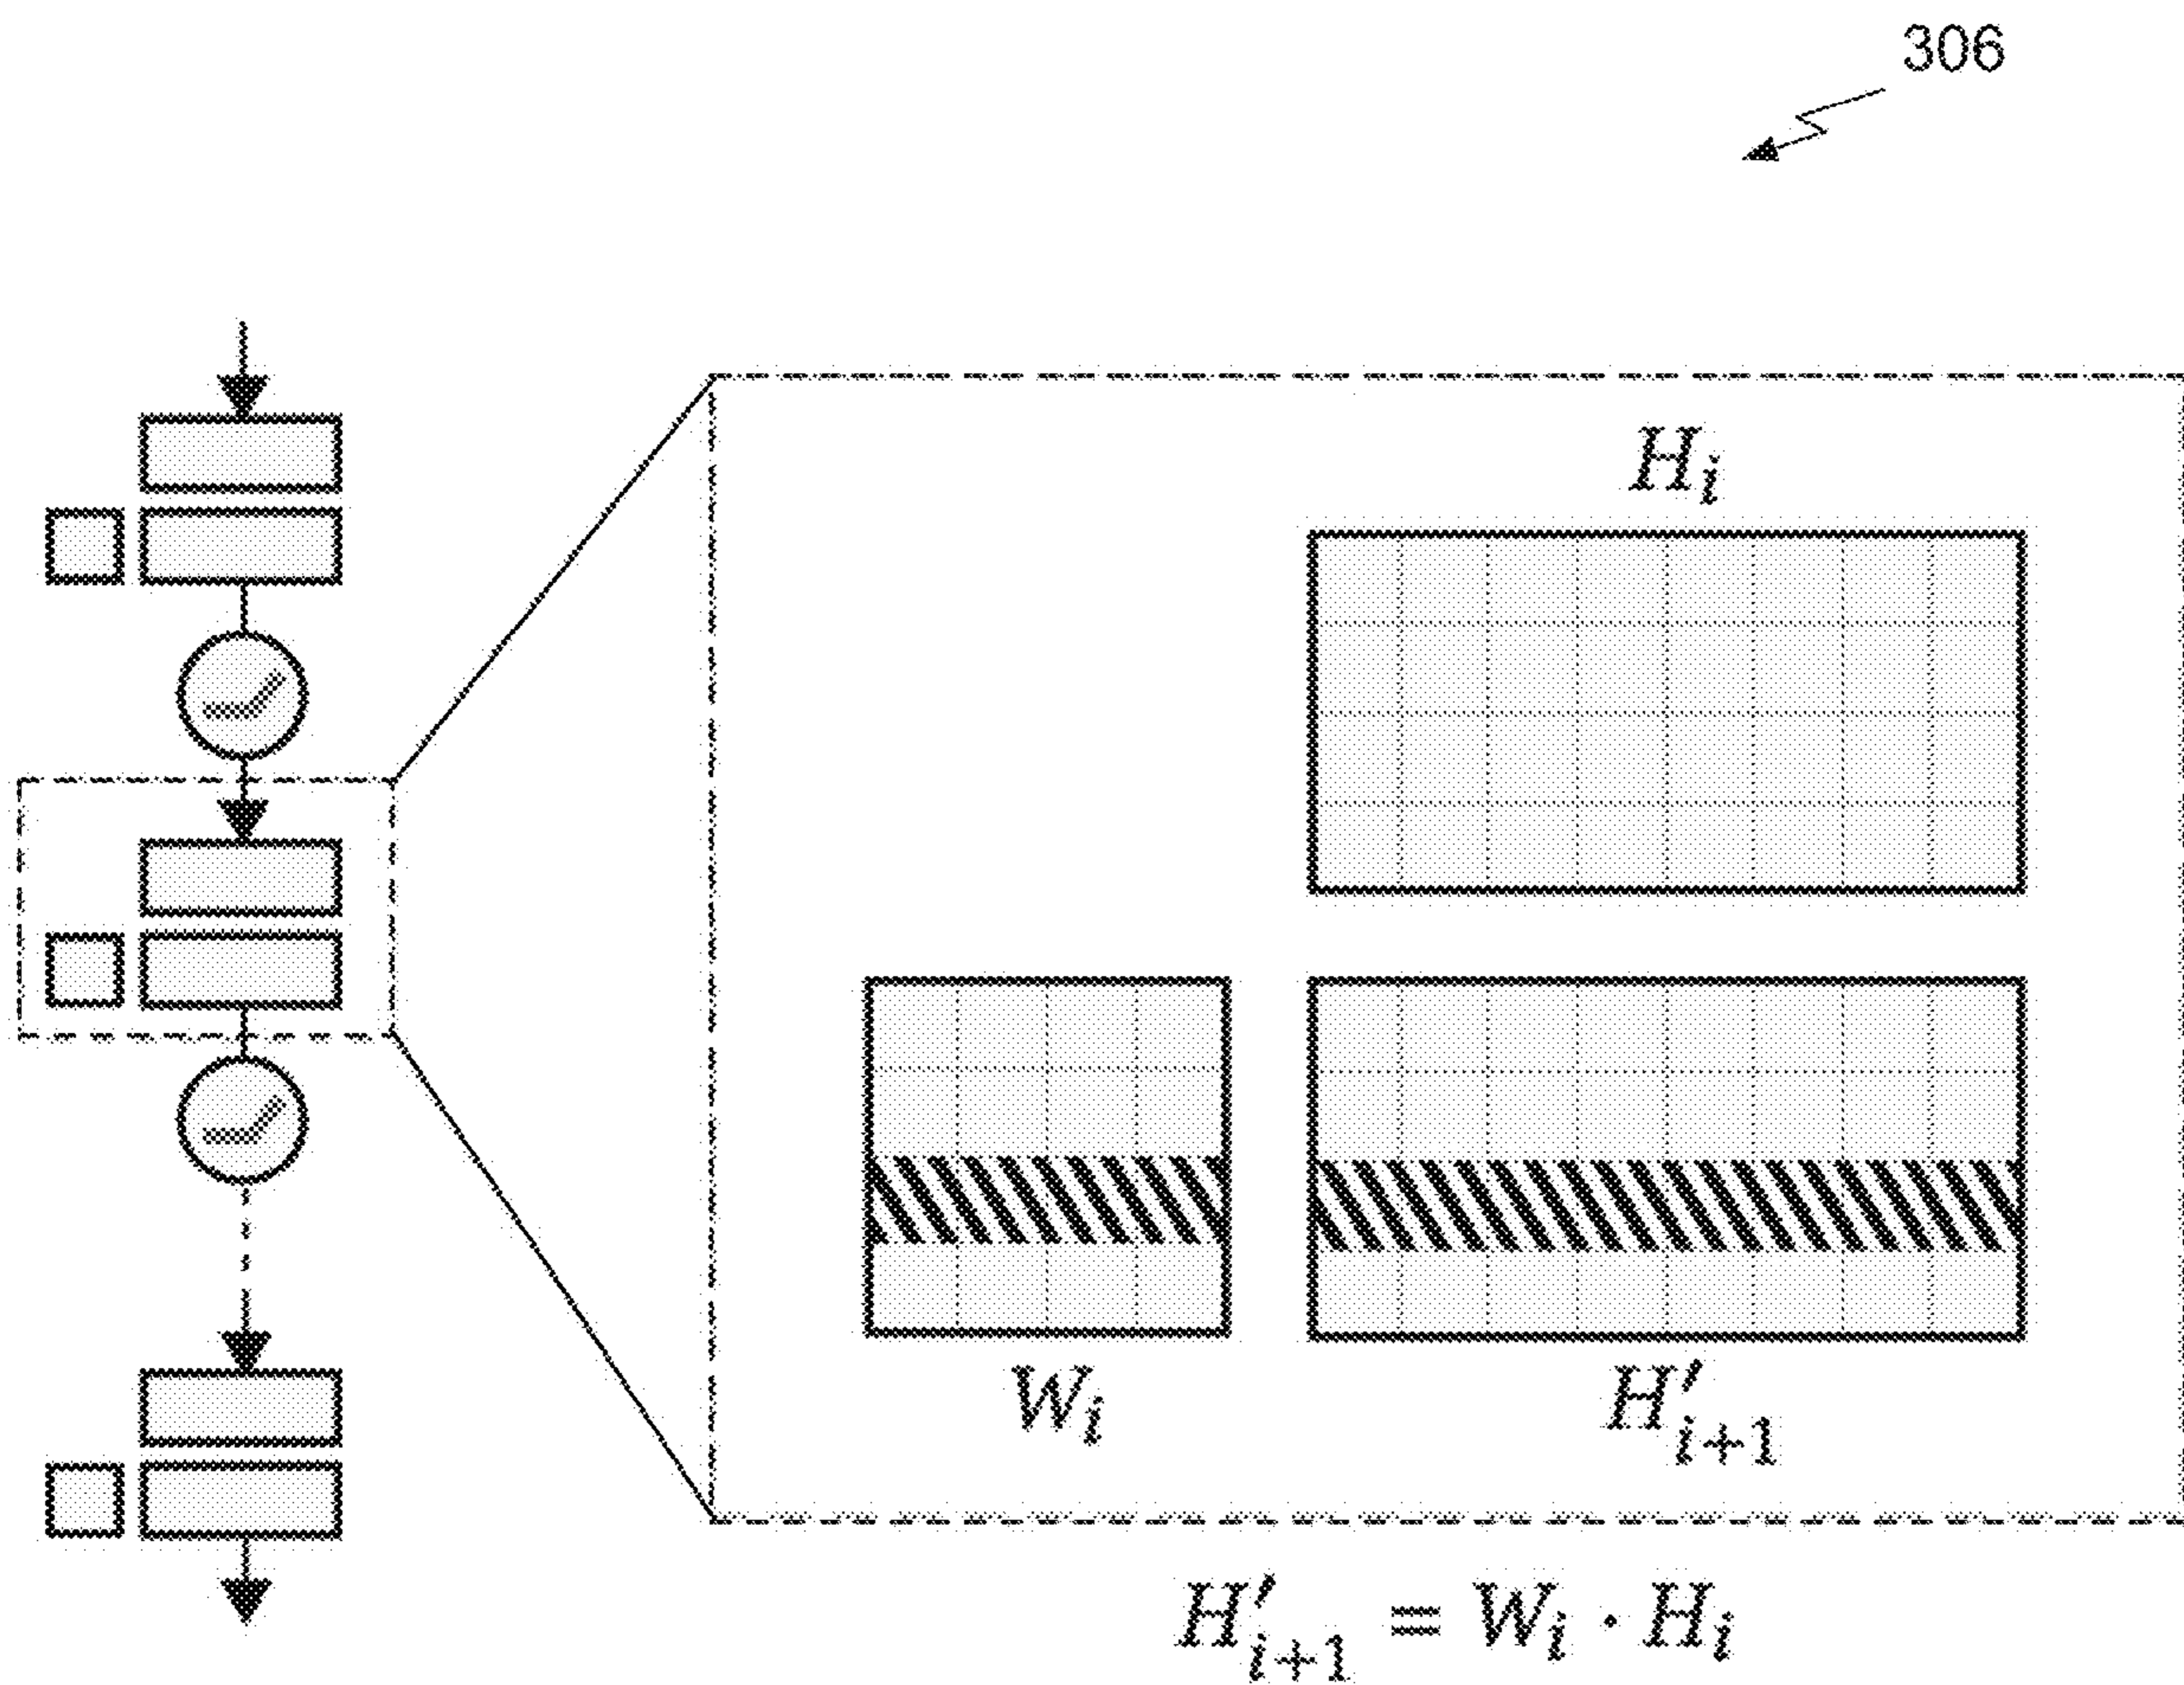 306
H_i
W_i
H'_{i+1}
H'_{i+1} = W_i · H_i